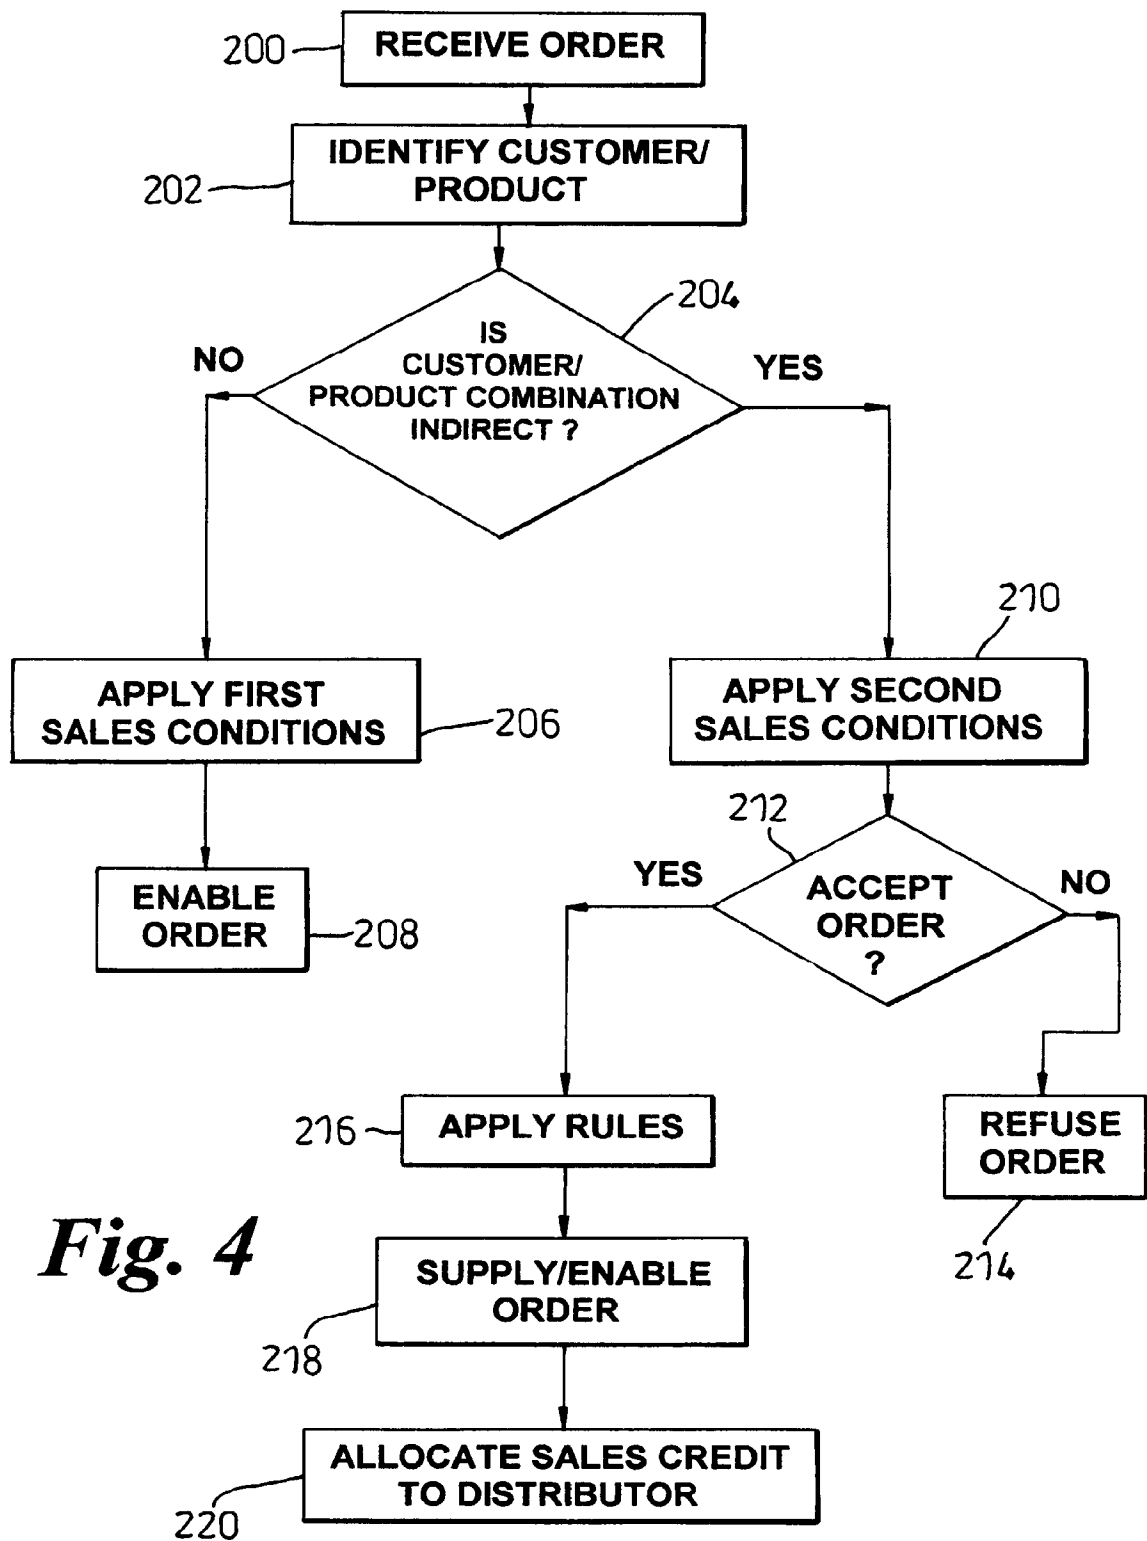 200
RECEIVE ORDER
202
IDENTIFY CUSTOMER/
PRODUCT
204
IS
CUSTOMER/
PRODUCT COMBINATION
INDIRECT ?
NO
YES
210
APPLY FIRST
SALES CONDITIONS
206
APPLY SECOND
SALES CONDITIONS
212
YES
ACCEPT
ORDER
?
NO
ENABLE
ORDER
208
216
APPLY RULES
REFUSE
ORDER
214
Fig. 4
SUPPLY/ENABLE
ORDER
218
ALLOCATE SALES CREDIT
TO DISTRIBUTOR
220